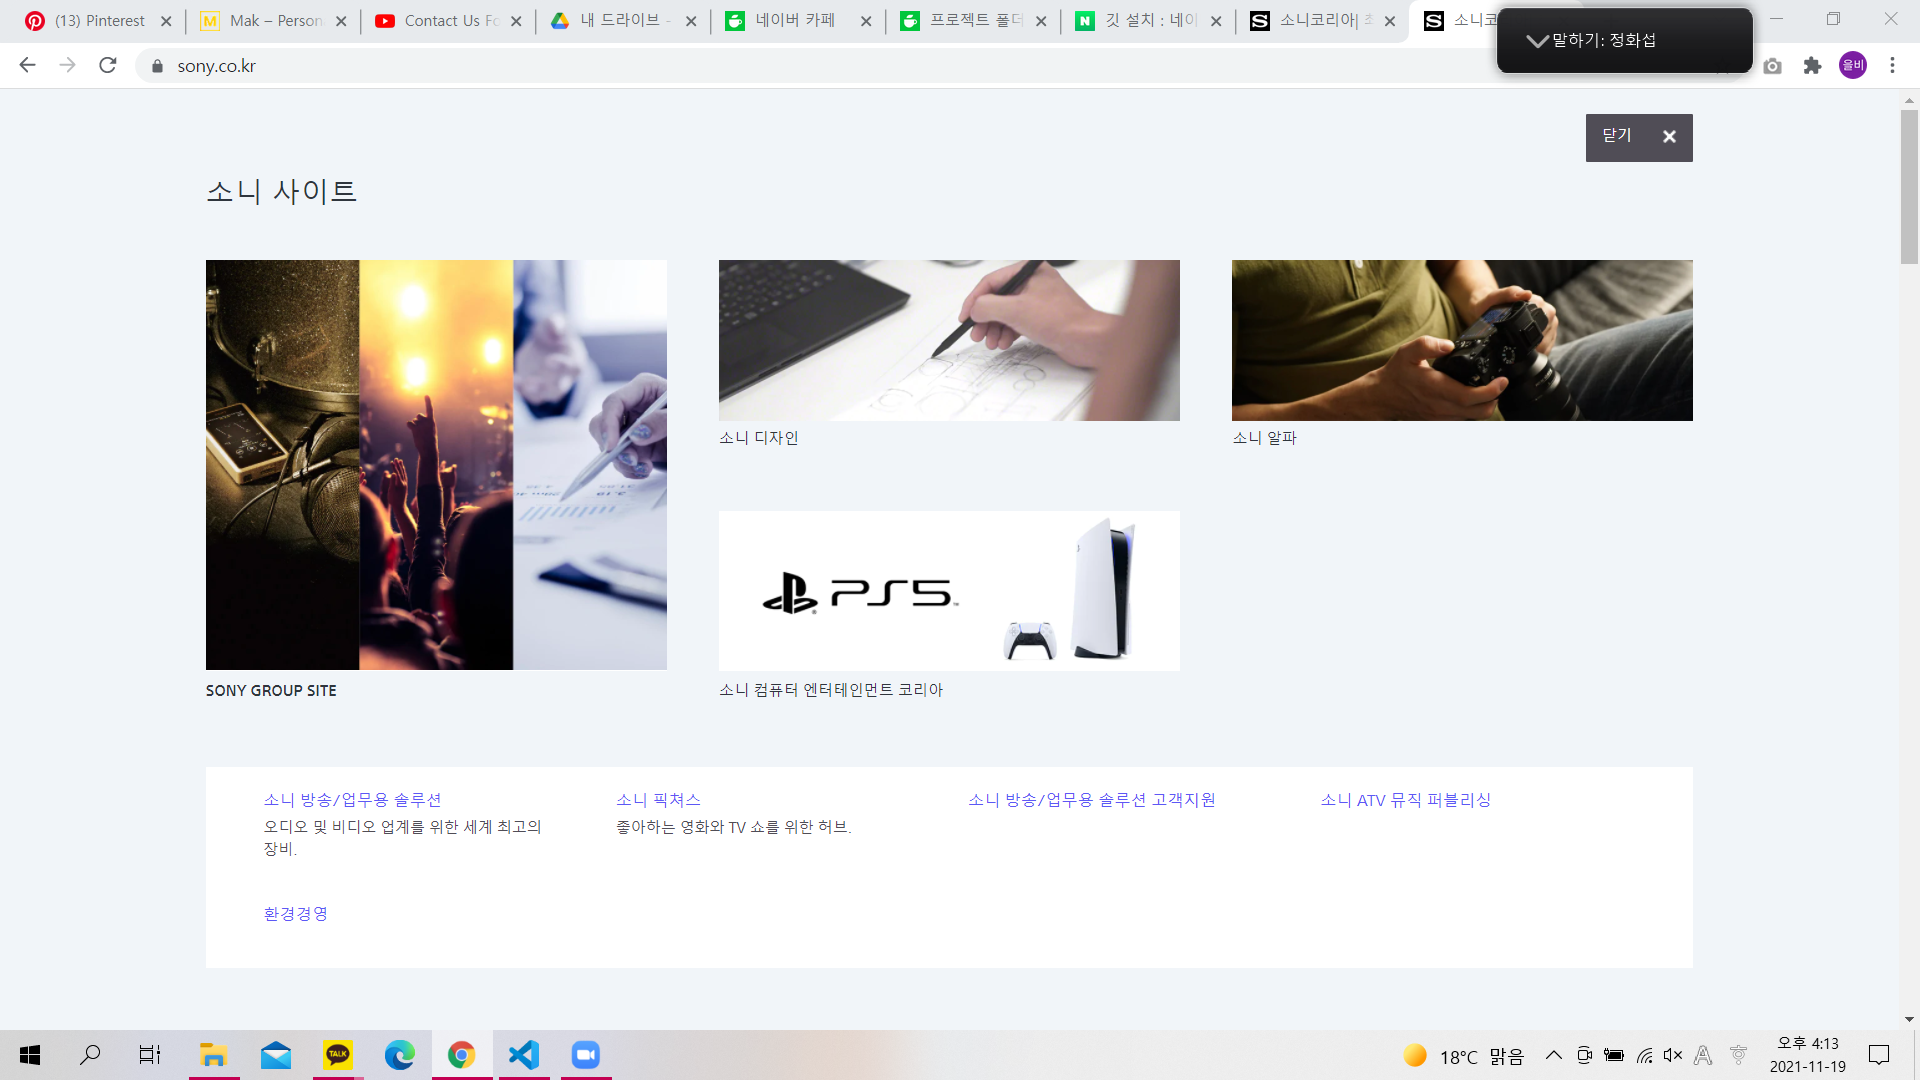 (13) Pinterest
Mak – Person
Contact Us Fo
내 드라이브 -
네이버 카페
프로젝트 폴더
깃 설치 : 네이
소니코리아| 최
소니코
말하기: 정화섭
sony.co.kr
을비
닫기
소니 사이트
소니 디자인
소니 알파
PS5
SONY GROUP SITE
소니 컴퓨터 엔터테인먼트 코리아
소니 방송/업무용 솔루션
오디오 및 비디오 업계를 위한 세계 최고의
장비.
소니 픽쳐스
좋아하는 영화와 TV 쇼를 위한 허브.
소니 방송/업무용 솔루션 고객지원
소니 ATV 뮤직 퍼블리싱
환경경영
TALK
18°C 맑음
오후 4:13
2021-11-19